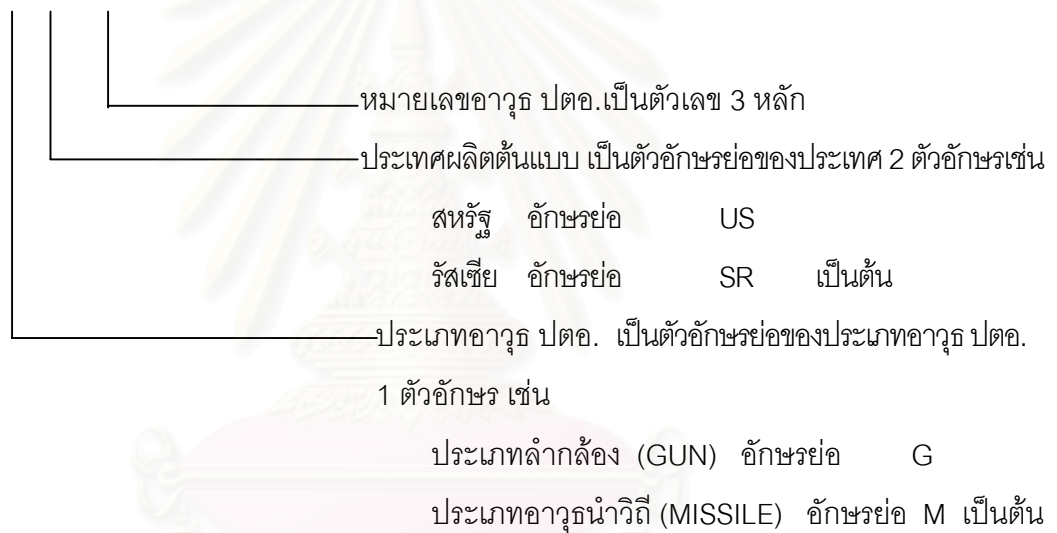 หมายเลขอาวุธ ปตอ.เป็นตัวเลข 3 หลัก
ประเทศผลิตต้นแบบ เป็นตัวอักษรย่อของประเทศ 2 ตัวอักษรเช่น
สหรัฐ อักษรย่อ US
รัสเซีย อักษรย่อ SR เป็นต้น
ประเภทอาวุธ ปตอ. เป็นตัวอักษรย่อของประเภทอาวุธ ปตอ.
1 ตัวอักษร เช่น
ประเภทลำกล้อง (GUN) อักษรย่อ G
ประเภทอาวุธนำวิถี (MISSILE) อักษรย่อ M เป็นต้น